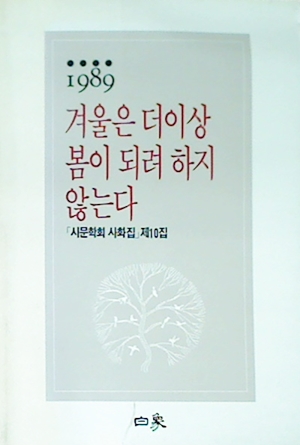 1989
겨울은 더이상
봄이 되려 하지
않는다
「시문학회 사화집」 제10집
白象